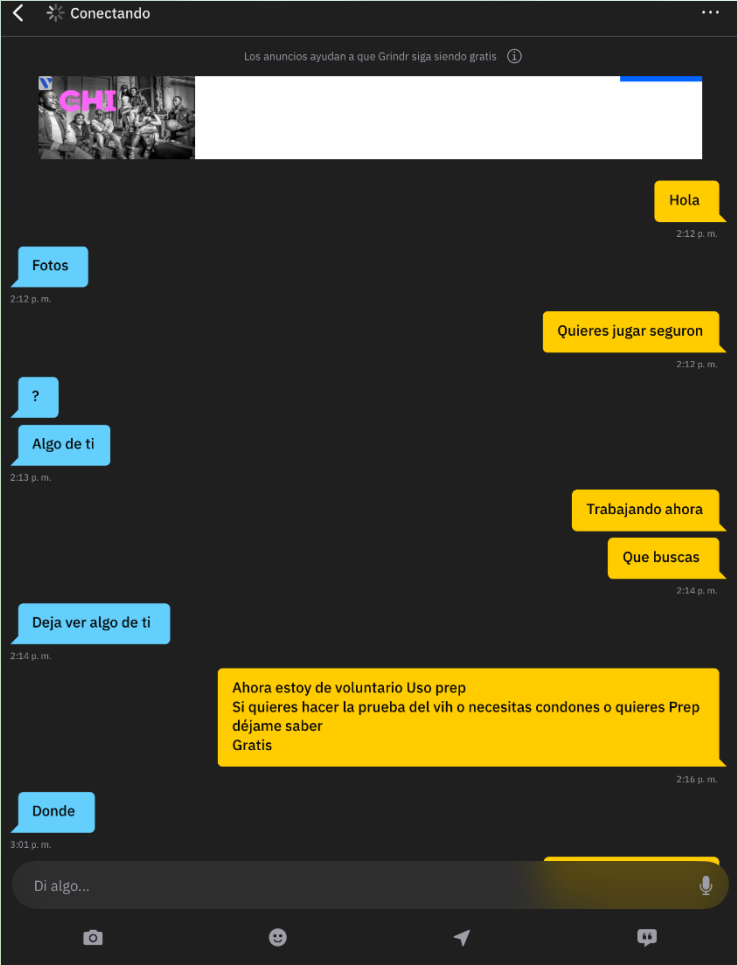 Conectando
Los anuncios ayudan a que Grindr siga siendo gratis
THE CHI
Hola
2:12 p. m.
Fotos
2:12 p. m.
Quieres jugar seguron
2:12 p. m.
?
Algo de ti
2:13 p. m.
Trabajando ahora
Que buscas
2:14 p. m.
Deja ver algo de ti
2:14 p. m.
Ahora estoy de voluntario Uso prep
Si quieres hacer la prueba del vih o necesitas condones o quieres Prep
déjame saber
Gratis
2:16 p. m.
Donde
3:01 p. m.
Di algo...